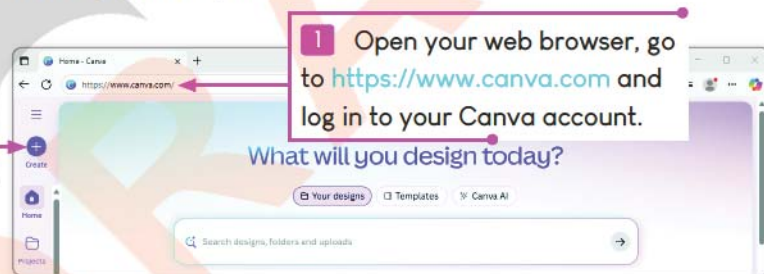 1 Open your web browser, go
to https://www.canva.com and
log in to your Canva account.
Home - Canva
https://www.canva.com/
Create
What will you design today?
Home
Your designs Templates Canva AI
Search designs, folders and uploads
Projects